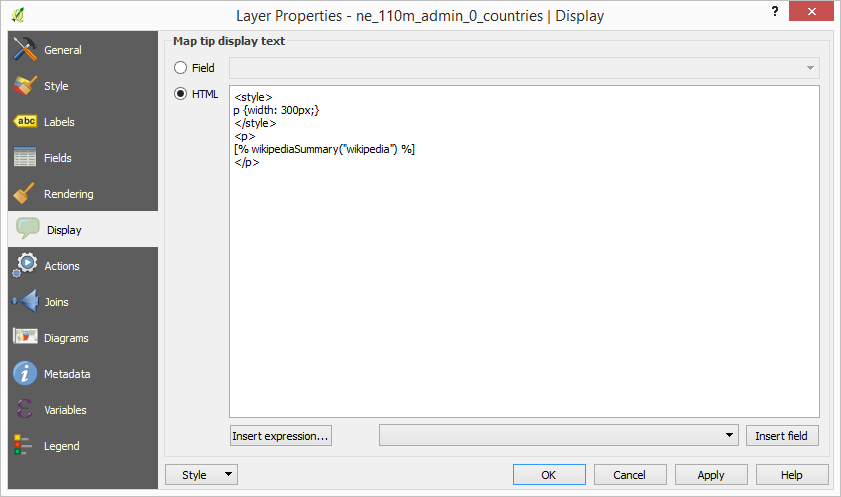 Layer Properties - ne_110m_admin_0_countries | Display
?
General
Style
abc
Labels
Fields
Rendering
Display
Actions
Joins
Diagrams
Metadata
Variables
Legend
Map tip display text
Field
HTML
<style>
p {width: 300px;}
</style>
<p>
[% wikipediaSummary("wikipedia") %]
</p>
Insert expression...
Insert field
Style
OK
Cancel
Apply
Help